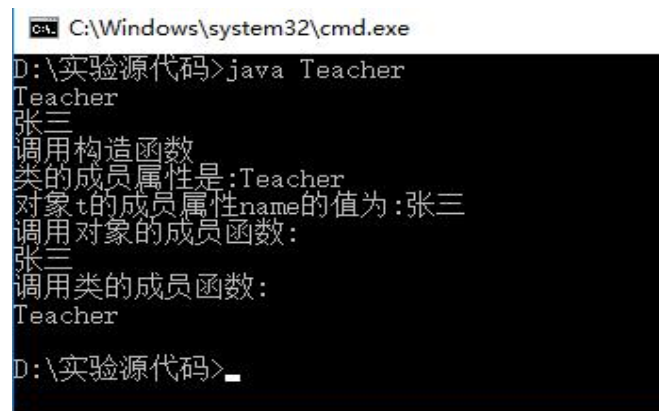 C:\Windows\system32\cmd.exe
D:\实验源代码>java Teacher
Teacher
张三
调用构造函数
类的成员属性是:Teacher
对象t的成员属性name的值为:张三
调用对象的成员函数:
张三
调用类的成员函数:
Teacher
D:\实验源代码>